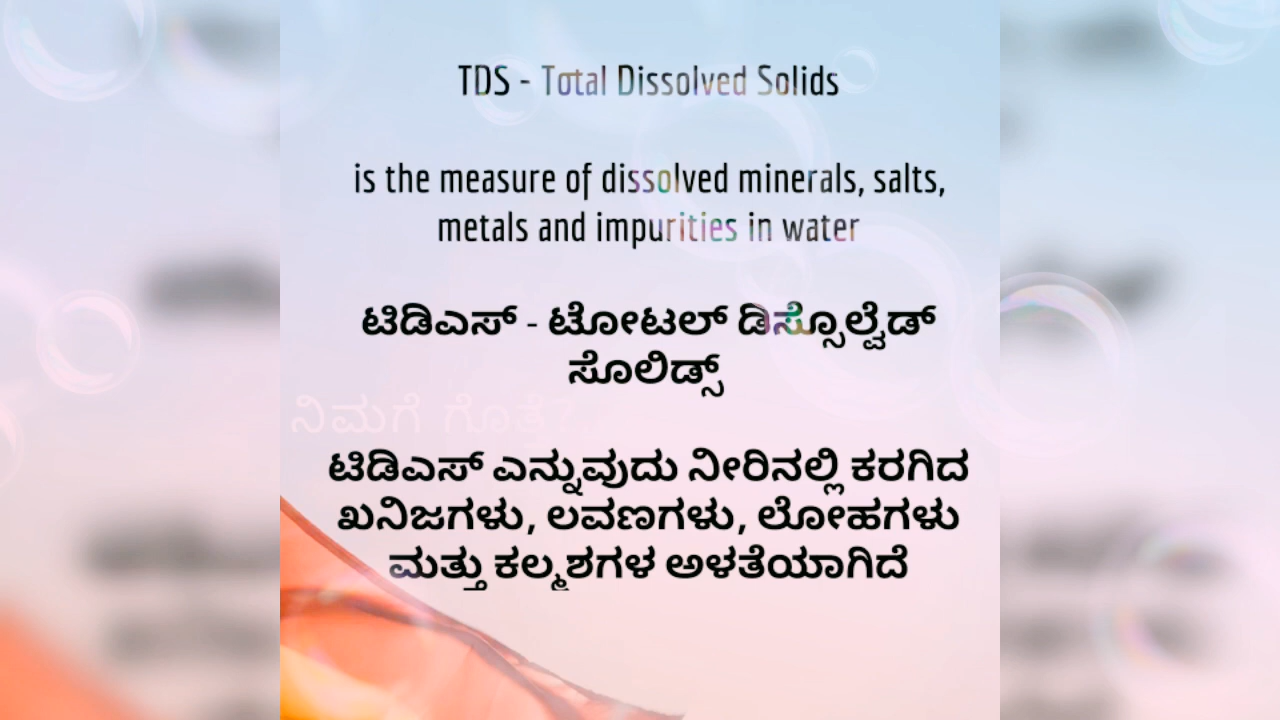 TDS - Total Dissolved Solids
is the measure of dissolved minerals, salts,
metals and impurities in water
ಟಿಡಿಎಸ್ - ಟೋಟಲ್ ಡಿಸ್ಸೊಲ್ವೆಡ್
ಸೊಲಿಡ್ಸ್
ನಿಮಗೆ ಗೊತ್ತೆ?
ಟಿಡಿಎಸ್ ಎನ್ನುವುದು ನೀರಿನಲ್ಲಿ ಕರಗಿದ
ಖನಿಜಗಳು, ಲವಣಗಳು, ಲೋಹಗಳು
ಮತ್ತು ಕಲ್ಮಶಗಳ ಅಳತೆಯಾಗಿದೆ